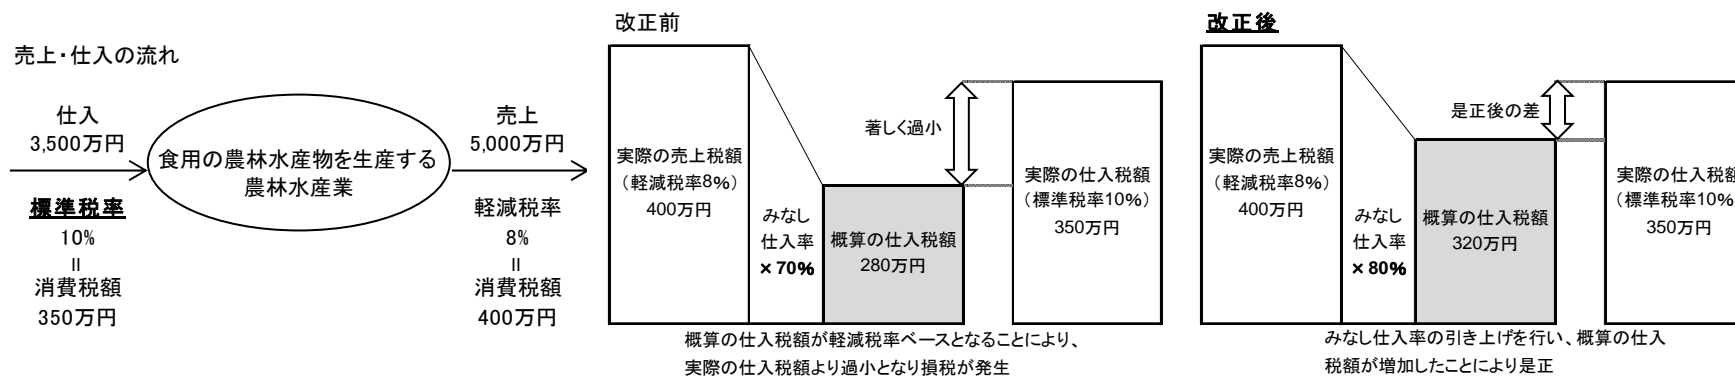 売上・仕入の流れ
仕入
3,500万円
標準税率
10%
=
消費税額
350万円
食用の農林水産物を生産する
農林水産業
売上
5,000万円
軽減税率
8%
=
消費税額
400万円
改正前
実際の売上税額
(軽減税率8%)
400万円
みなし
仕入率
×70%
概算の仕入税額
280万円
著しく過小
実際の仕入税額
(標準税率10%)
350万円
概算の仕入税額が軽減税率ベースとなることにより、
実際の仕入税額より過小となり損税が発生
改正後
実際の売上税額
(軽減税率8%)
400万円
みなし
仕入率
×80%
概算の仕入税額
320万円
是正後の差
実際の仕入税額
(標準税率10%
350万円
みなし仕入率の引き上げを行い、概算の仕入
税額が増加したことにより是正